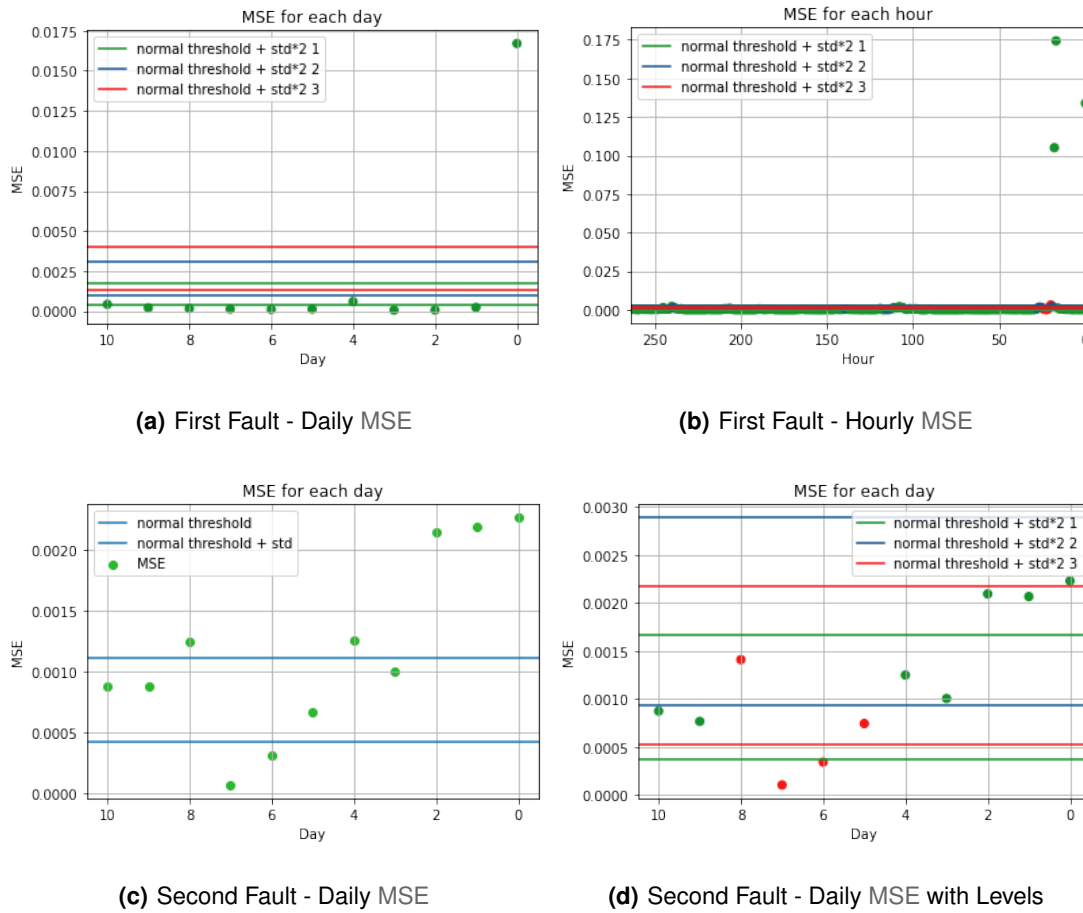 MSE for each day
normal threshold + std*2 1
normal threshold + std*2 2
normal threshold + std*2 3
0.0175
0.0150
0.0125
0.0100
0.0075
0.0050
0.0025
0.0000
MSE
10 8 6 4 2 0
Day
(a) First Fault - Daily MSE
MSE for each hour
normal threshold + std*2 1
normal threshold + std*2 2
normal threshold + std*2 3
0.175
0.150
0.125
0.100
0.075
0.050
0.025
0.000
MSE
250 200 150 100 50
Hour
(b) First Fault - Hourly MSE
MSE for each day
normal threshold
normal threshold + std
MSE
0.0020
0.0015
0.0010
0.0005
0.0000
MSE
10 8 6 4 2 0
Day
(c) Second Fault - Daily MSE
MSE for each day
normal threshold + std*2 1
normal threshold + std*2 2
normal threshold + std*2 3
0.0030
0.0025
0.0020
0.0015
0.0010
0.0005
0.0000
MSE
10 8 6 4 2 0
Day
(d) Second Fault - Daily MSE with Levels